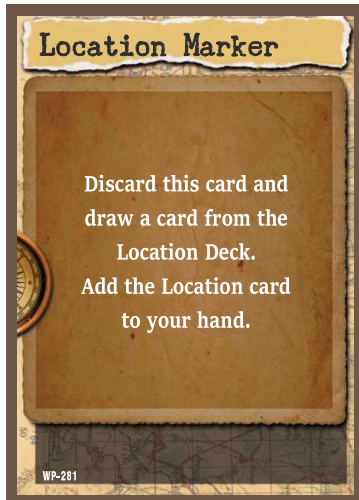 Location Marker
Discard this card and
draw a card from the
Location Deck.
Add the Location card
to your hand.
WP-281